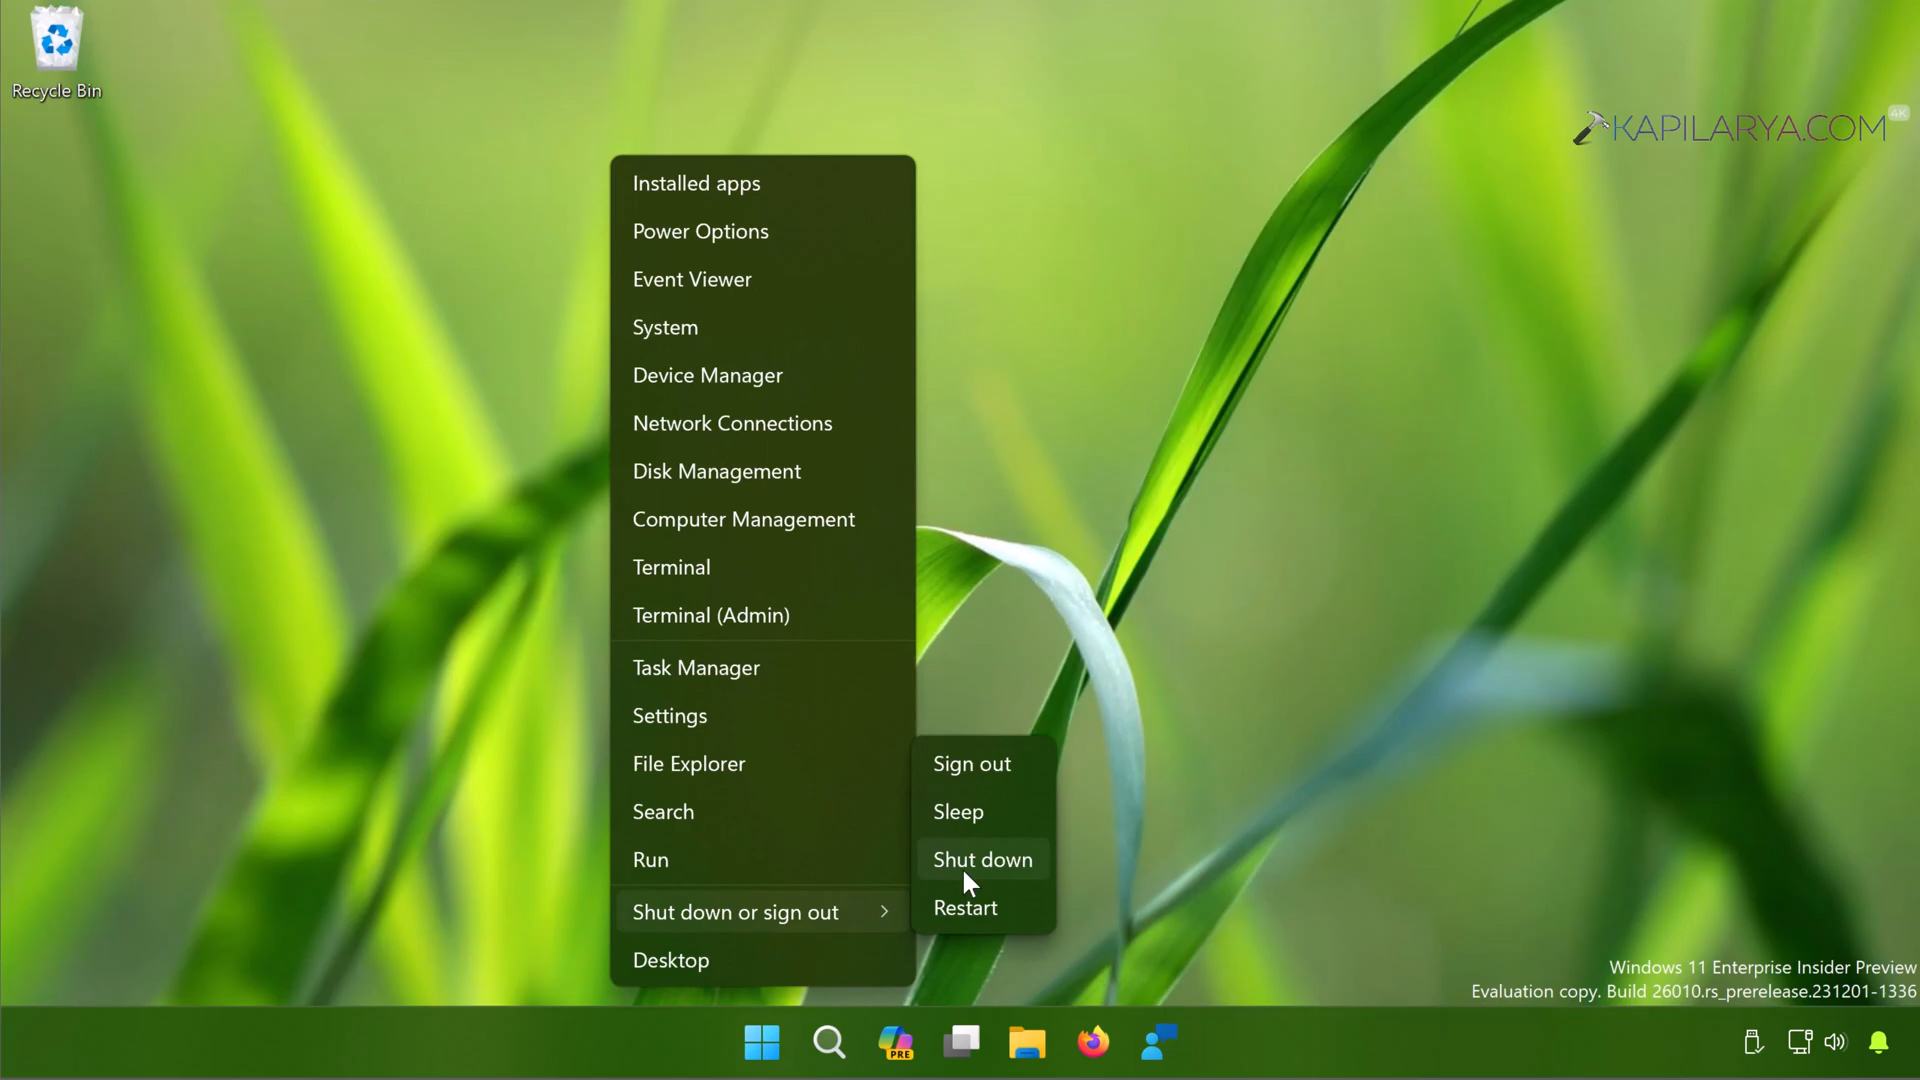 Recycle Bin
4K
KAPILARYA.COM
Installed apps
Power Options
Event Viewer
System
Device Manager
Network Connections
Disk Management
Computer Management
Terminal
Terminal (Admin)
Task Manager
Settings
File Explorer
Search
Run
Shut down or sign out
Desktop
Sign out
Sleep
Shut down
Restart
Windows 11 Enterprise Insider Preview
Evaluation copy. Build 26010.rs_prerelease.231201-1336
PRE